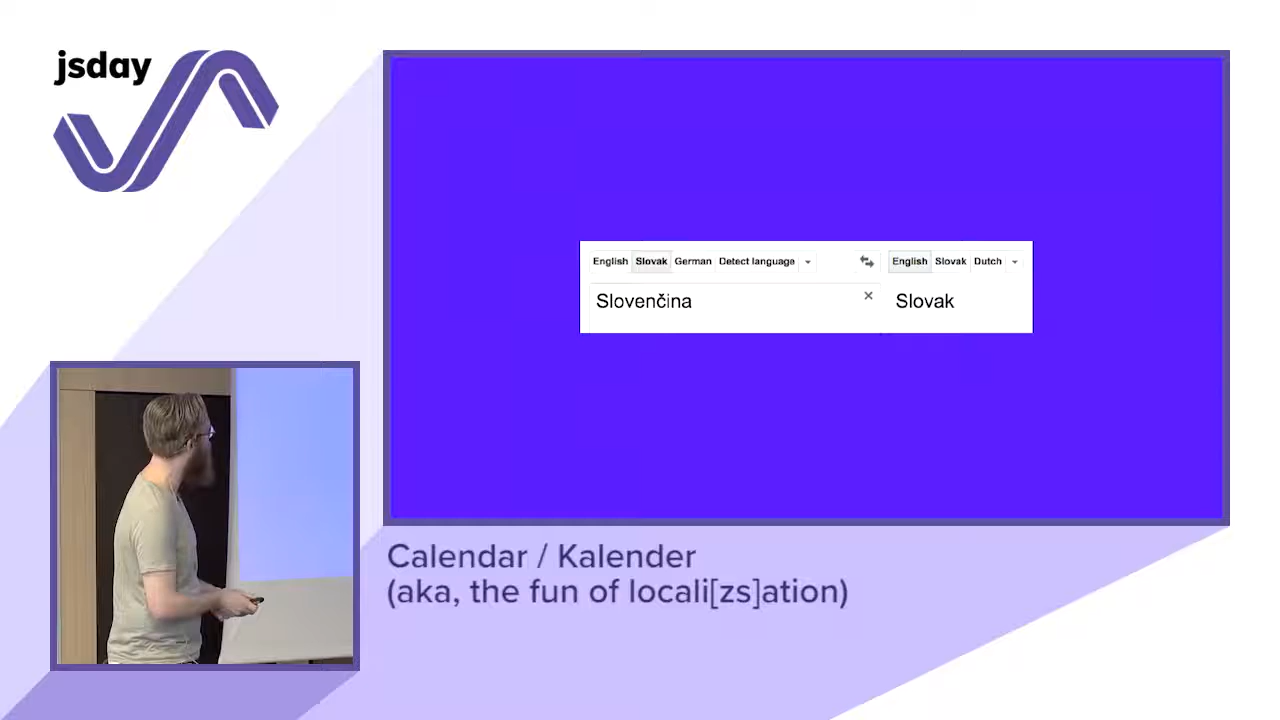 jsday
English Slovak German Detect language English Slovak Dutch
Slovenčina Slovak
Calendar / Kalender
(aka, the fun of locali[zs]ation)